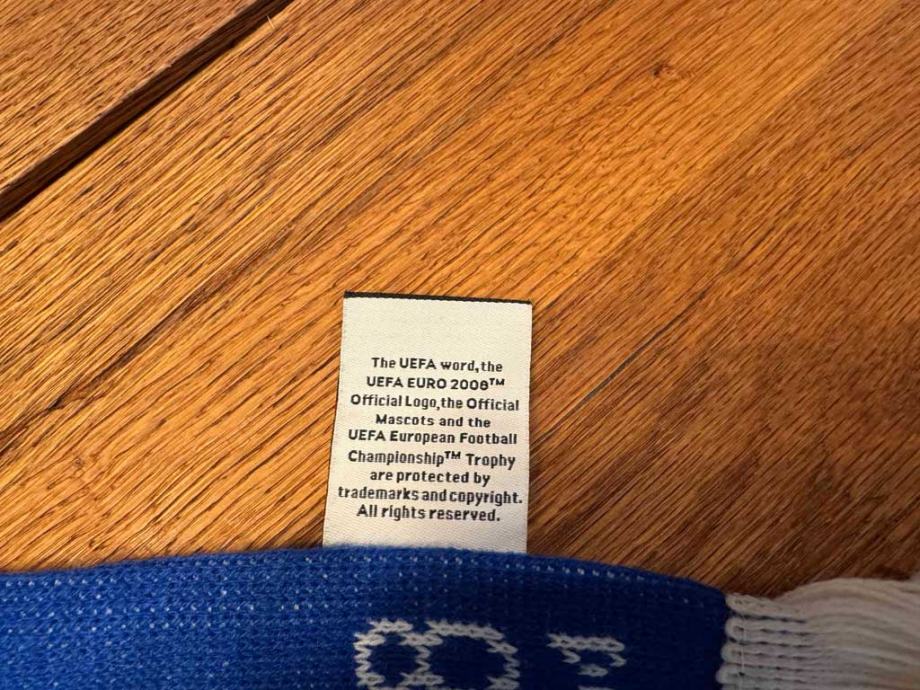 The UEFA word, the
UEFA EURO 2008™
Official Logo, the Official
Mascots and the
UEFA European Football
Championship™ Trophy
are protected by
trademarks and copyright.
All rights reserved.